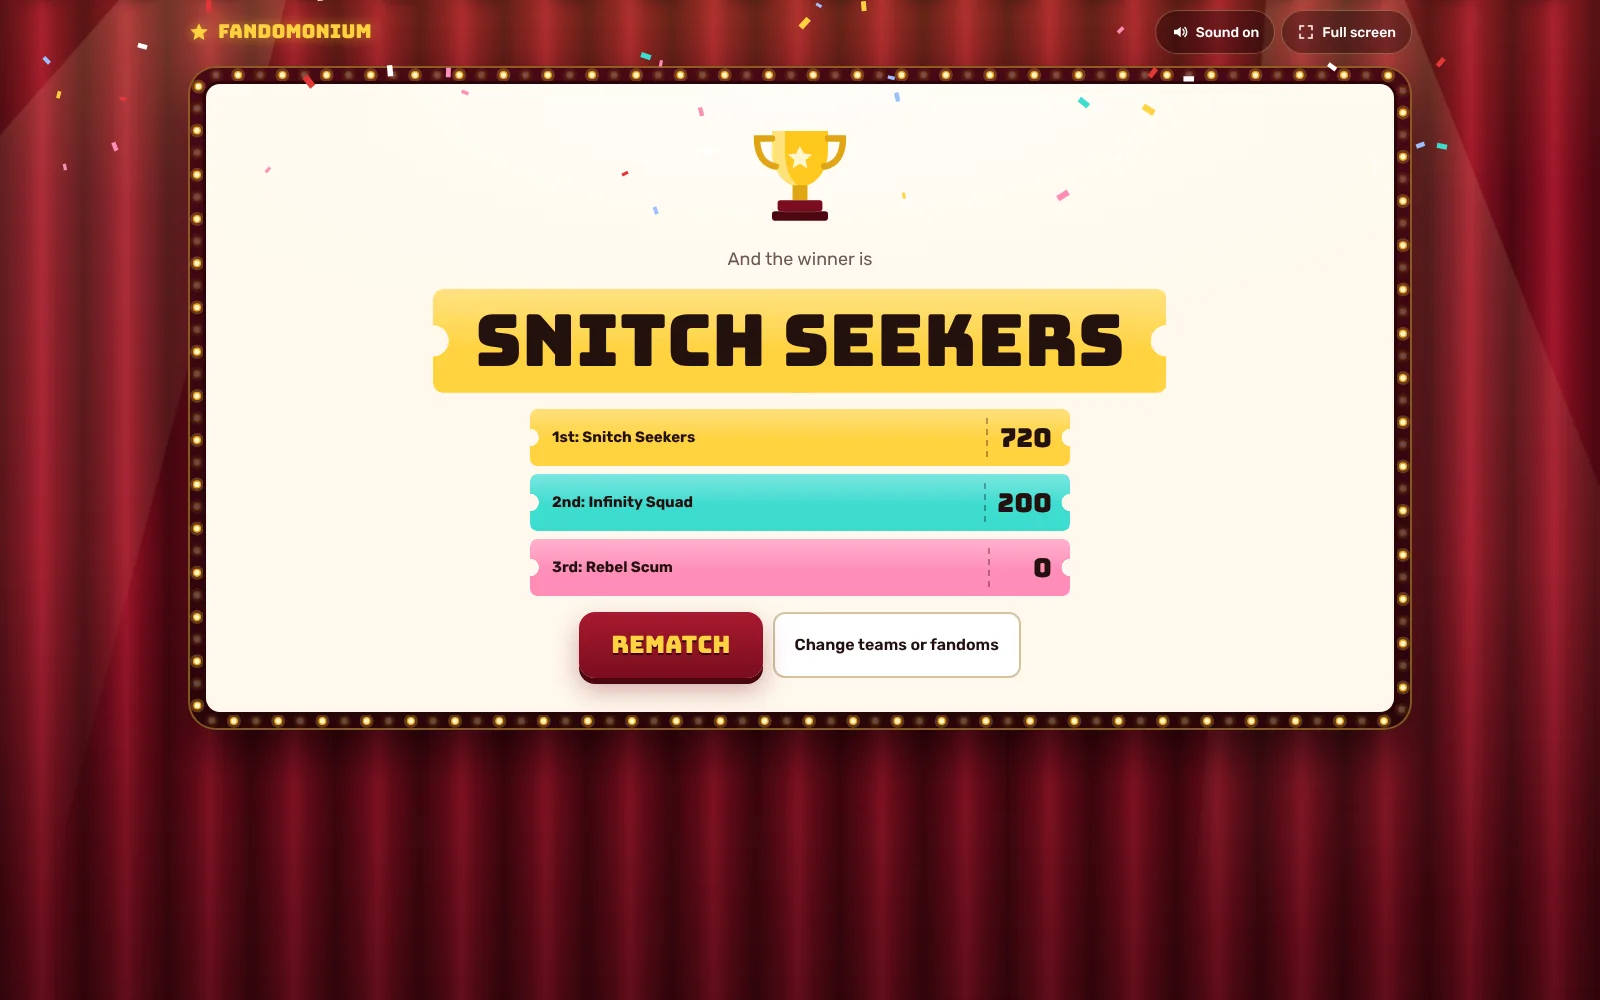 FANDOMONIUM
Sound on
Full screen
And the winner is
SNITCH SEEKERS
1st: Snitch Seekers 720
2nd: Infinity Squad 200
3rd: Rebel Scum 0
REMATCH
Change teams or fandoms